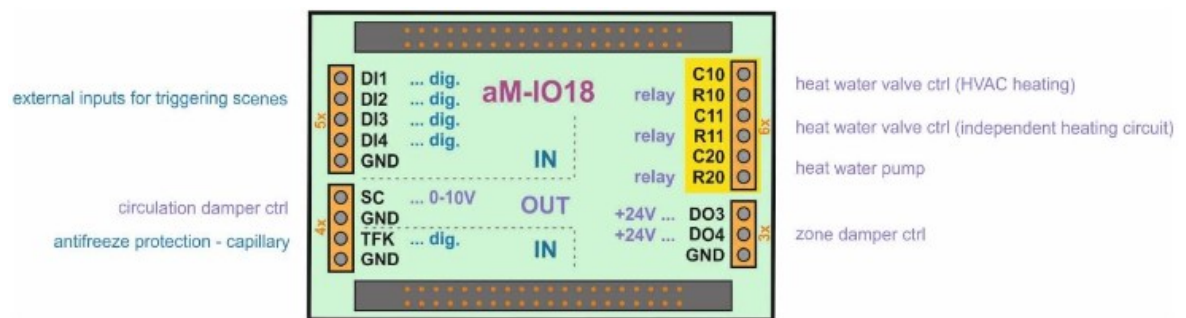 DI1 ... dig.
external inputs for triggering scenes
DI2 ... dig.
DI3 ... dig.
DI4 ... dig.
GND
5x
IN
aM-IO18
SC ... 0-10V
circulation damper ctrl
GND
OUT
antifreeze protection - capillary
TFK ... dig.
GND
4x
IN
C10
heat water valve ctrl (HVAC heating)
relay R10
C11
heat water valve ctrl (independent heating circuit)
relay R11
C20
heat water pump
relay R20
6x
+24V ... DO3
+24V ... DO4
zone damper ctrl
GND
3x